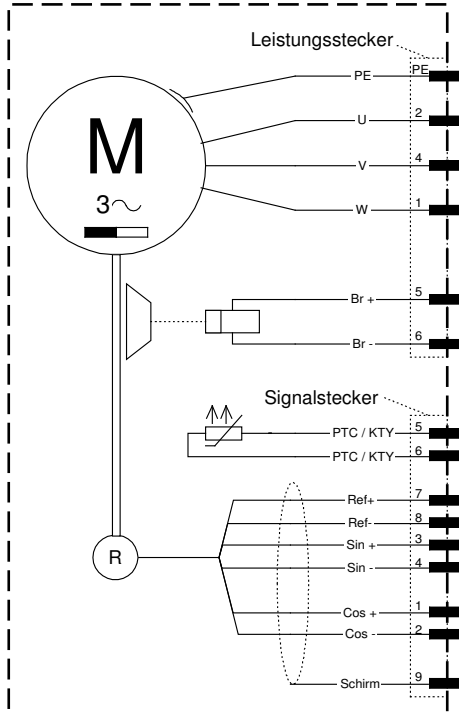 Leistungsstecker
PE PE
U 2
M
V 4
3
W 1
Br + 5
Br - 6
Signalstecker
PTC / KTY 5
PTC / KTY 6
Ref+ 7
Ref- 8
Sin + 3
R
Sin - 4
Cos + 1
Cos - 2
Schirm 9